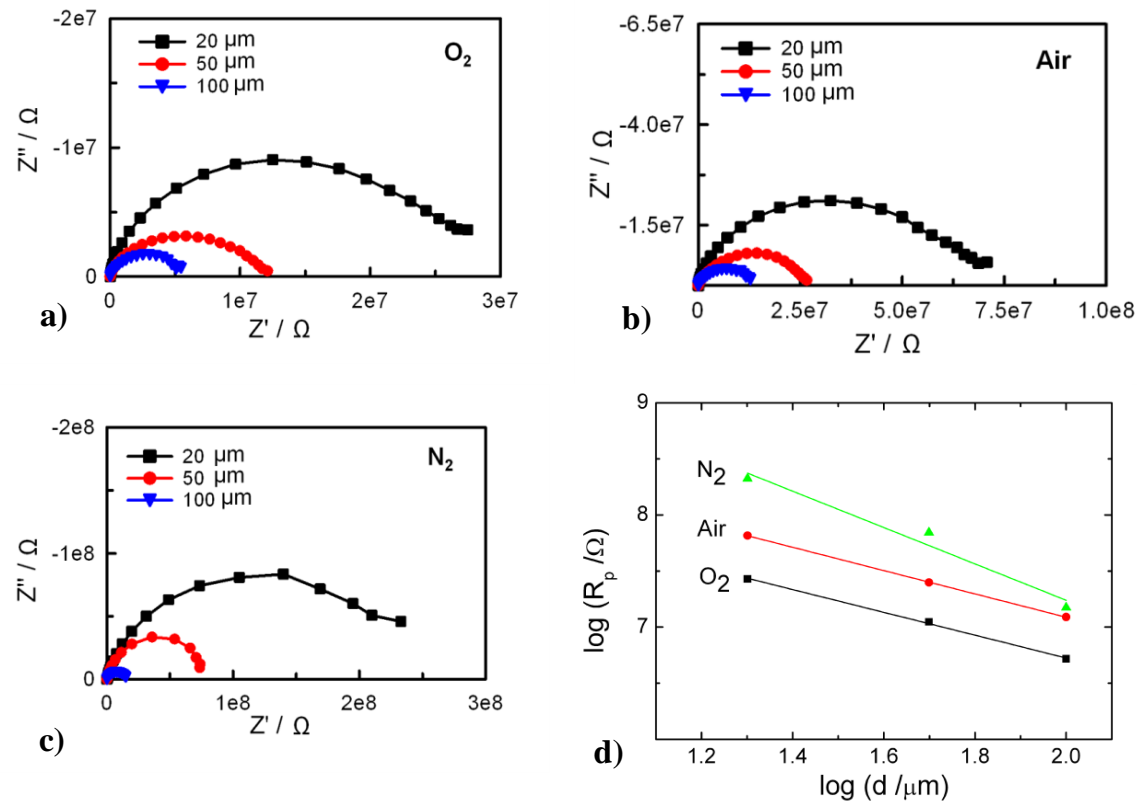 -2e7
20 μm
50 μm
100 μm
O2
Z'' / Ω
-1e7
0
0
1e7
2e7
3e7
Z' / Ω
a)
-6.5e7
20 μm
50 μm
100 μm
Air
Z'' / Ω
-4.0e7
-1.5e7
0
2.5e7
5.0e7
7.5e7
1.0e8
Z' / Ω
b)
-2e8
20 μm
50 μm
100 μm
N2
Z'' / Ω
-1e8
0
0
1e8
2e8
3e8
Z' / Ω
c)
9
8
7
log (Rp /Ω)
N2
Air
O2
1.2
1.4
1.6
1.8
2.0
log (d /μm)
d)